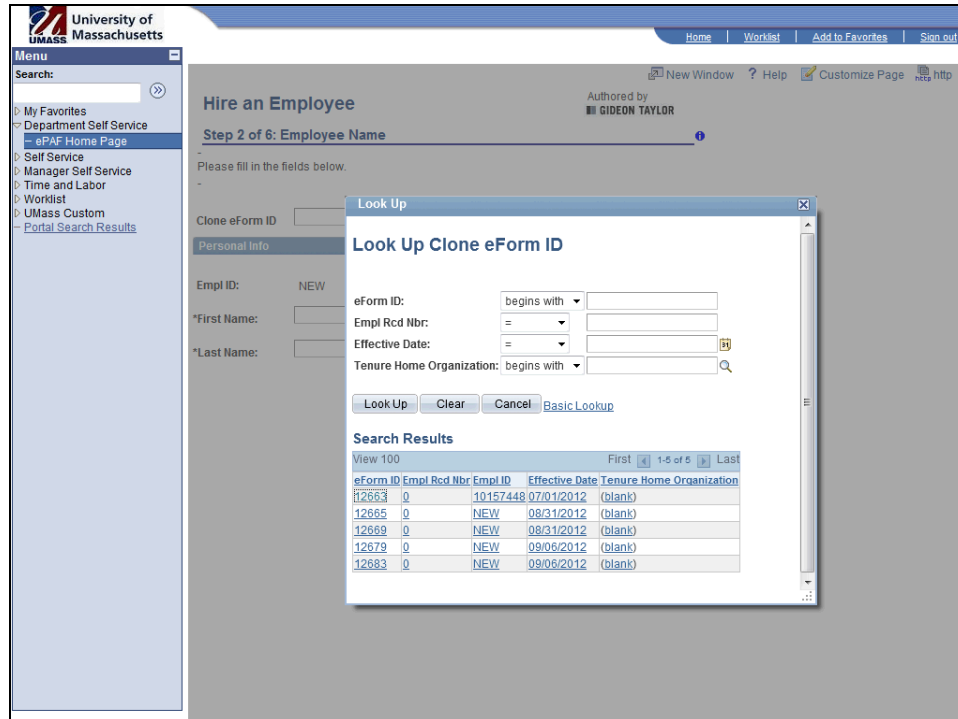 University of
UMASS Massachusetts
Home | Worklist | Add to Favorites | Sign out
Menu
Search:
My Favorites
Department Self Service
ePAF Home Page
Self Service
Manager Self Service
Time and Labor
Worklist
UMass Custom
Portal Search Results
New Window ? Help Customize Page http
Hire an Employee
Authored by
GIDEON TAYLOR
Step 2 of 6: Employee Name
Please fill in the fields below.
Clone eForm ID
Personal Info
Empl ID: NEW
*First Name:
*Last Name:
Look Up
Look Up Clone eForm ID
eForm ID: begins with
Empl Rcd Nbr: =
Effective Date: =
Tenure Home Organization: begins with
Look Up Clear Cancel Basic Lookup
Search Results
View 100 First 1-5 of 5 Last
eForm ID Empl Rcd Nbr Empl ID Effective Date Tenure Home Organization
12663 0 10157448 07/01/2012 (blank)
12665 0 NEW 08/31/2012 (blank)
12669 0 NEW 08/31/2012 (blank)
12679 0 NEW 09/06/2012 (blank)
12683 0 NEW 09/06/2012 (blank)